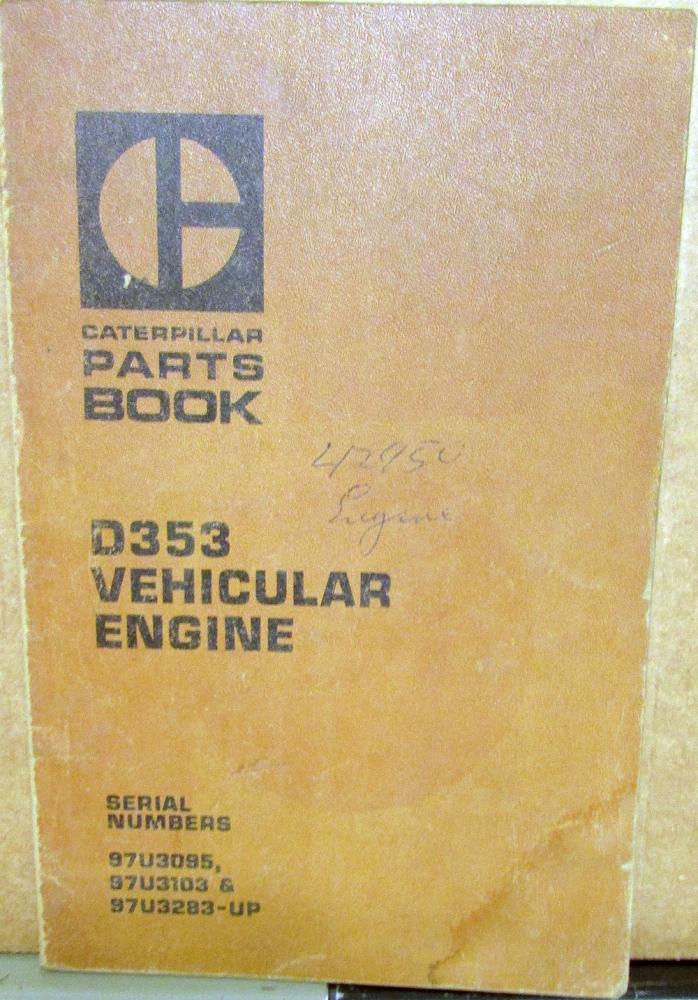 CATERPILLAR
PARTS
BOOK
Engine
D353
VEHICULAR
ENGINE
SERIAL
NUMBERS
97U3095,
97U3103 &
97U3283-UP